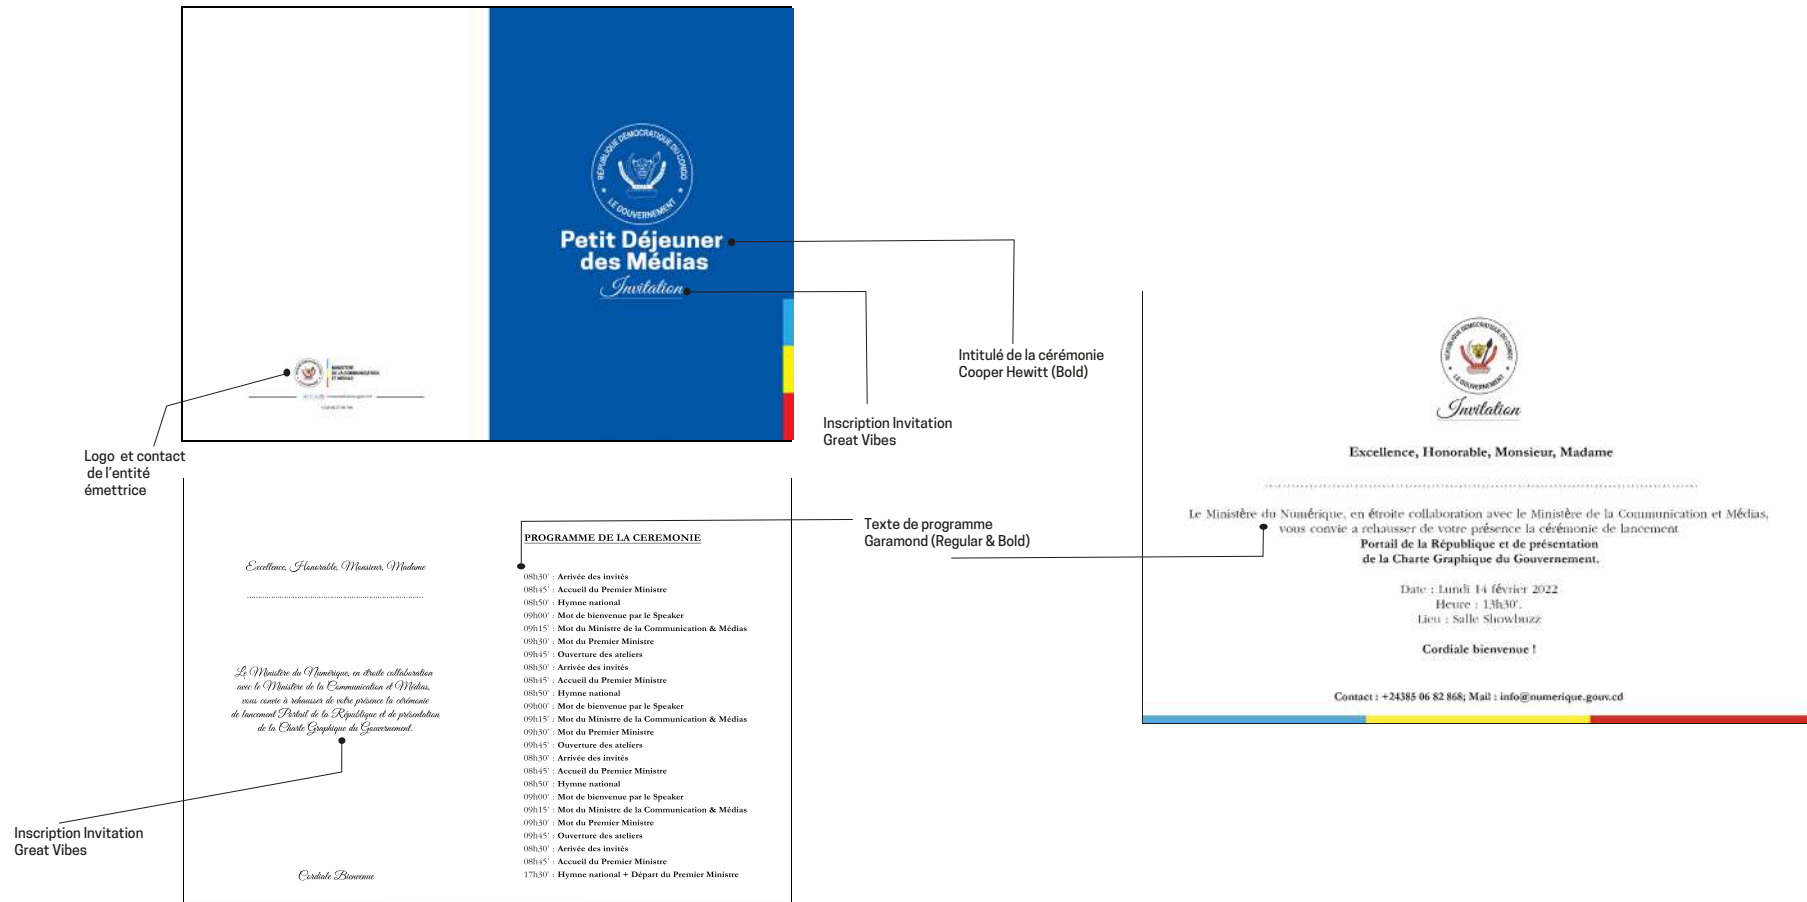 RÉPUBLIQUE DÉMOCRATIQUE DU CONGO
LE GOUVERNEMENT
Petit Déjeuner
des Médias
Invitation
MINISTÈRE
DE LA COMMUNICATION
ET MÉDIAS
Logo et contact
de l'entité
émettrice
Intitulé de la cérémonie
Cooper Hewitt (Bold)
Inscription Invitation
Great Vibes
Excellence, Honorable, Monsieur, Madame
Le Ministère du Numérique, en étroite collaboration
avec le Ministère de la Communication et Médias,
vous convie à rehausser de votre présence la cérémonie
de lancement Portail de la République et de présentation
de la Charte Graphique du Gouvernement.
Cordiale Bienvenue
Inscription Invitation
Great Vibes
PROGRAMME DE LA CEREMONIE
08h30' : Arrivée des invités
08h45' : Accueil du Premier Ministre
08h50' : Hymne national
09h00' : Mot de bienvenue par le Speaker
09h15' : Mot du Ministre de la Communication & Médias
09h30' : Mot du Premier Ministre
09h45' : Ouverture des ateliers
08h30' : Arrivée des invités
08h45' : Accueil du Premier Ministre
08h50' : Hymne national
09h00' : Mot de bienvenue par le Speaker
09h15' : Mot du Ministre de la Communication & Médias
09h30' : Mot du Premier Ministre
09h45' : Ouverture des ateliers
08h30' : Arrivée des invités
08h45' : Accueil du Premier Ministre
08h50' : Hymne national
09h00' : Mot de bienvenue par le Speaker
09h15' : Mot du Ministre de la Communication & Médias
09h30' : Mot du Premier Ministre
09h45' : Ouverture des ateliers
08h30' : Arrivée des invités
08h45' : Accueil du Premier Ministre
17h30' : Hymne national + Départ du Premier Ministre
Texte de programme
Garamond (Regular & Bold)
RÉPUBLIQUE DÉMOCRATIQUE DU CONGO
LE GOUVERNEMENT
Invitation
Excellence, Honorable, Monsieur, Madame
Le Ministère du Numérique, en étroite collaboration avec le Ministère de la Communication et Médias,
vous convie a rehausser de votre présence la cérémonie de lancement
Portail de la République et de présentation
de la Charte Graphique du Gouvernement.
Date : Lundi 14 février 2022
Heure : 13h30'.
Lieu : Salle Showbuzz
Cordiale bienvenue !
Contact : +24385 06 82 868; Mail : info@numerique.gouv.cd